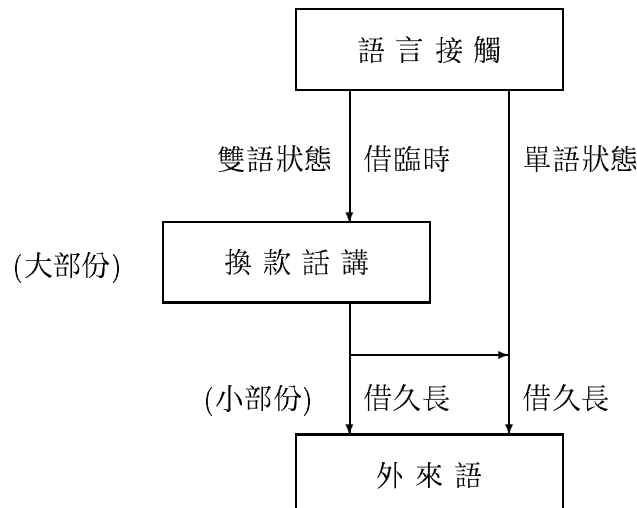 語言接觸
雙語狀態 借臨時 單語狀態
換款話講
(大部份)
(小部份) 借久長 借久長
外來語